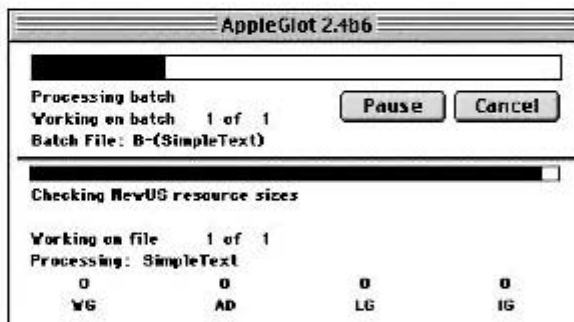 AppleGlot 2.4b6
Processing batch
Working on batch 1 of 1
Batch File: B-(SimpleText)
Pause
Cancel
Checking NewUS resource sizes
Working on file 1 of 1
Processing: SimpleText
0 0 0 0
WG AD LG IG